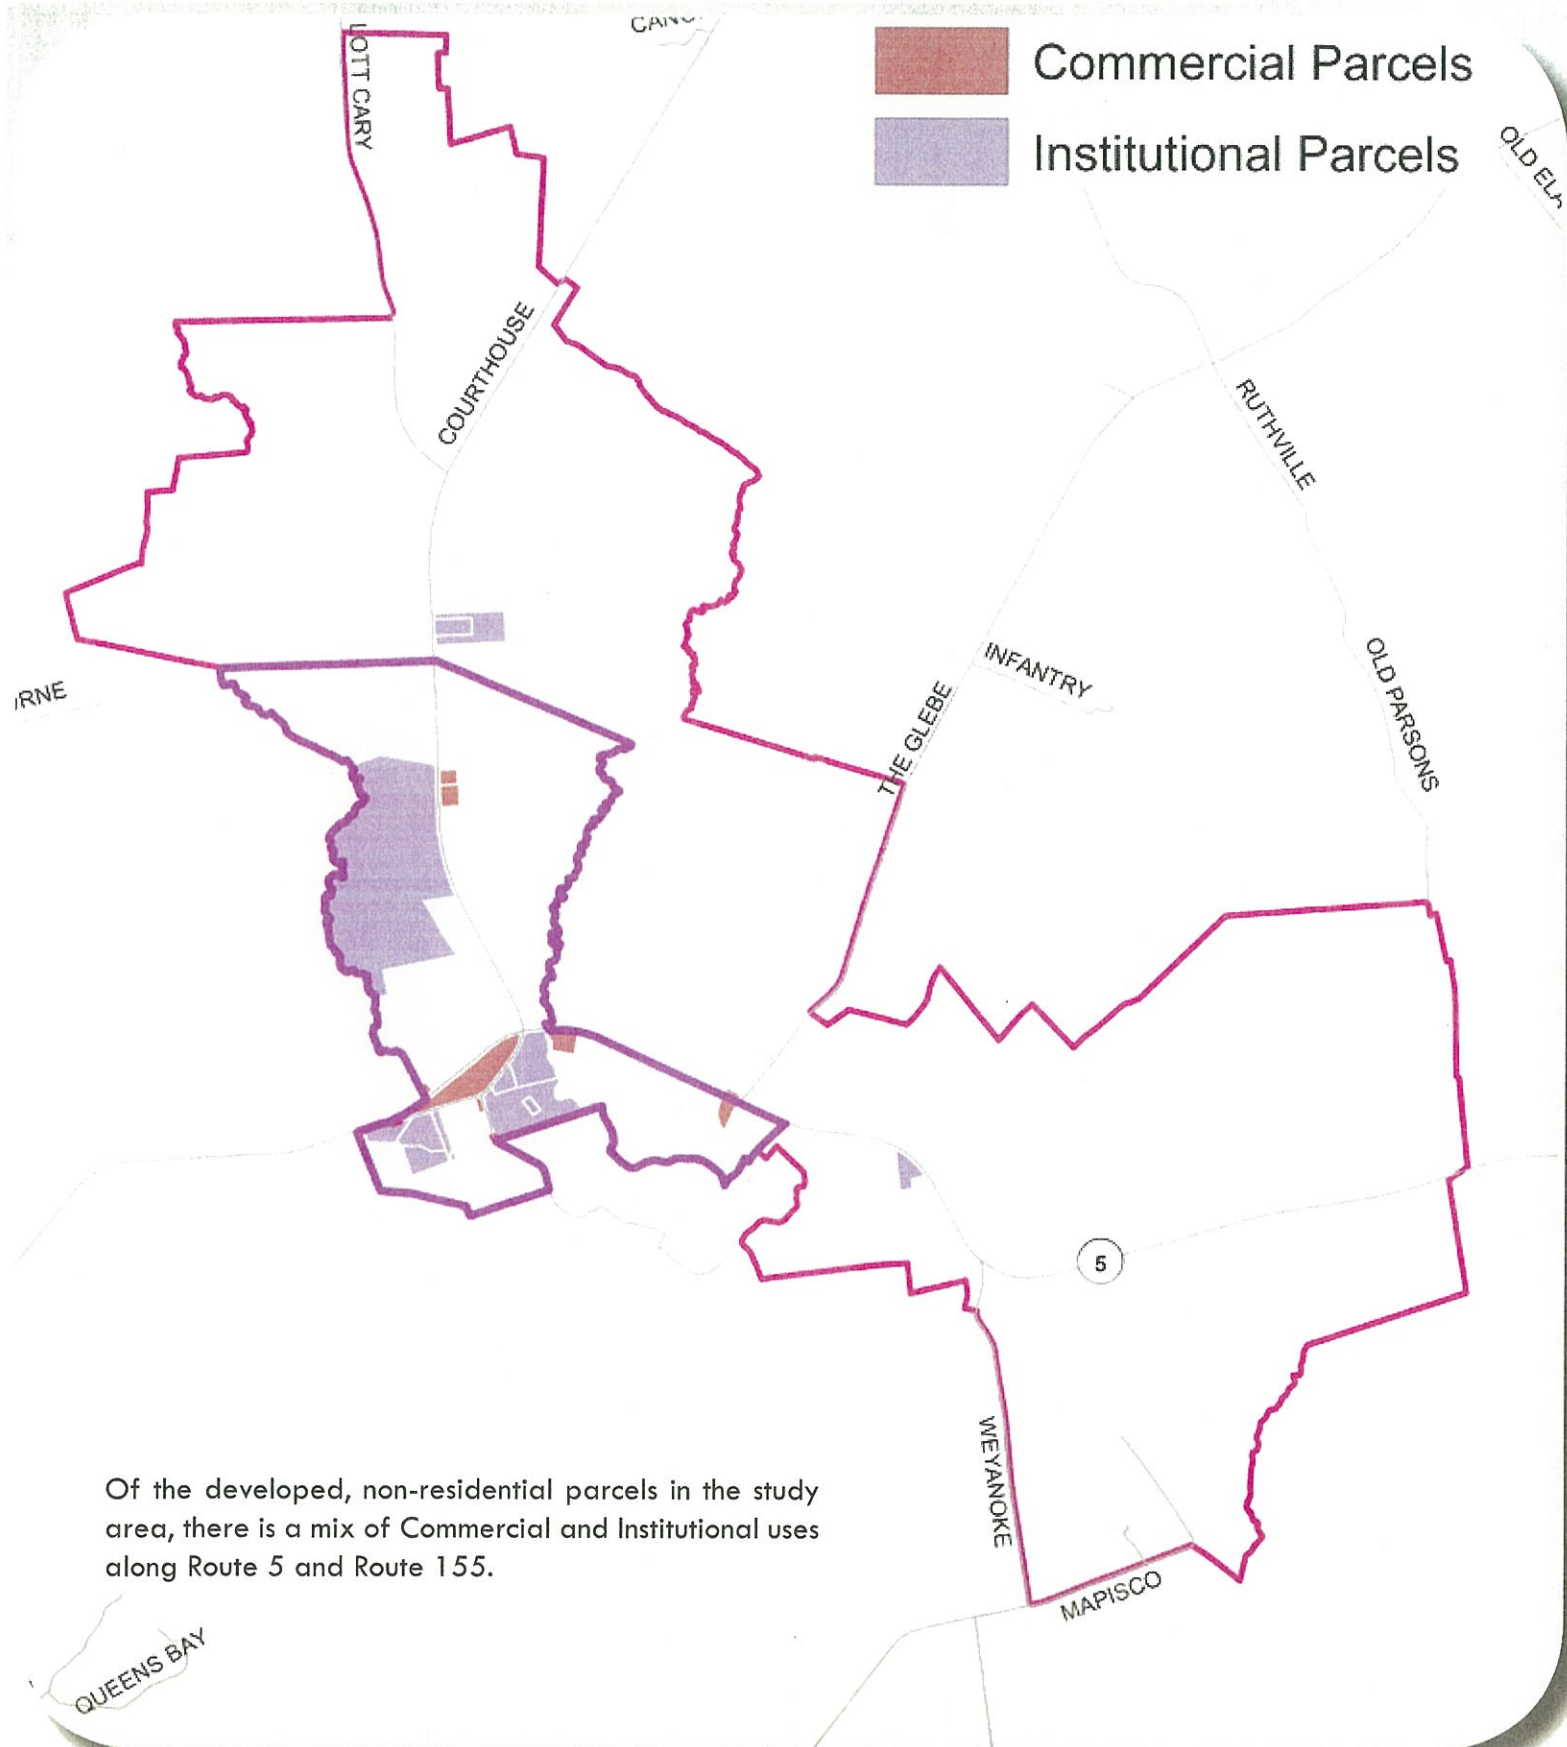 LOTT CARY
Commercial Parcels
Institutional Parcels
COURTHOUSE
RUTHVILLE
INFANTRY
OLD PARSONS
THE GLEBE
5
WEYANOKE
Of the developed, non-residential parcels in the study
area, there is a mix of Commercial and Institutional uses
along Route 5 and Route 155.
MAPISCO
QUEENS BAY